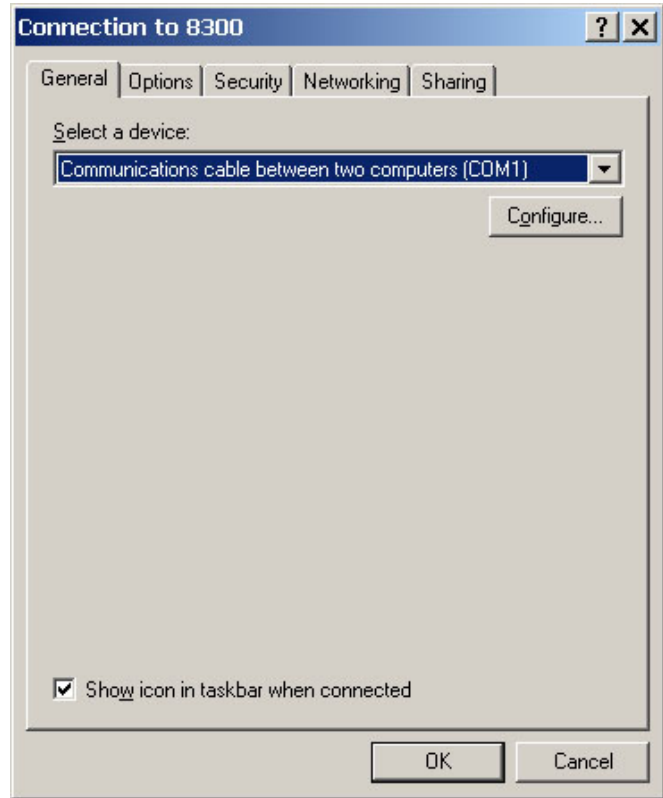 Connection to 8300
General Options Security Networking Sharing
Select a device:
Communications cable between two computers (COM1)
Configure...
Show icon in taskbar when connected
OK Cancel